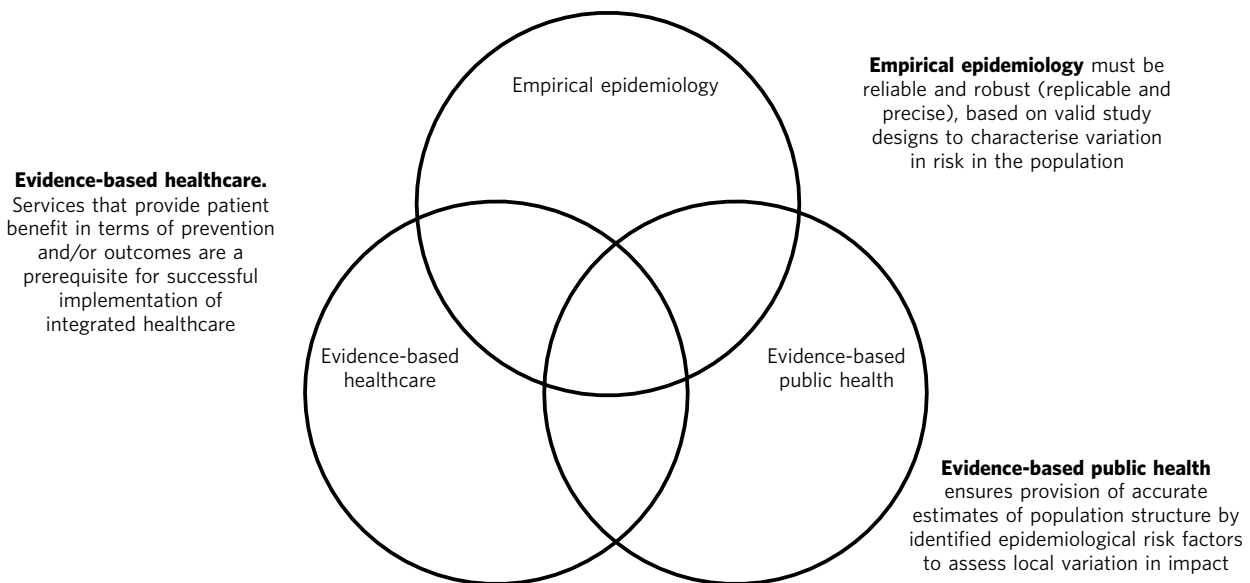 Empirical epidemiology
Empirical epidemiology must be
reliable and robust (replicable and
precise), based on valid study
designs to characterise variation
in risk in the population
Evidence-based healthcare.
Services that provide patient
benefit in terms of prevention
and/or outcomes are a
prerequisite for successful
implementation of
integrated healthcare
Evidence-based
healthcare
Evidence-based
public health
Evidence-based public health
ensures provision of accurate
estimates of population structure by
identified epidemiological risk factors
to assess local variation in impact